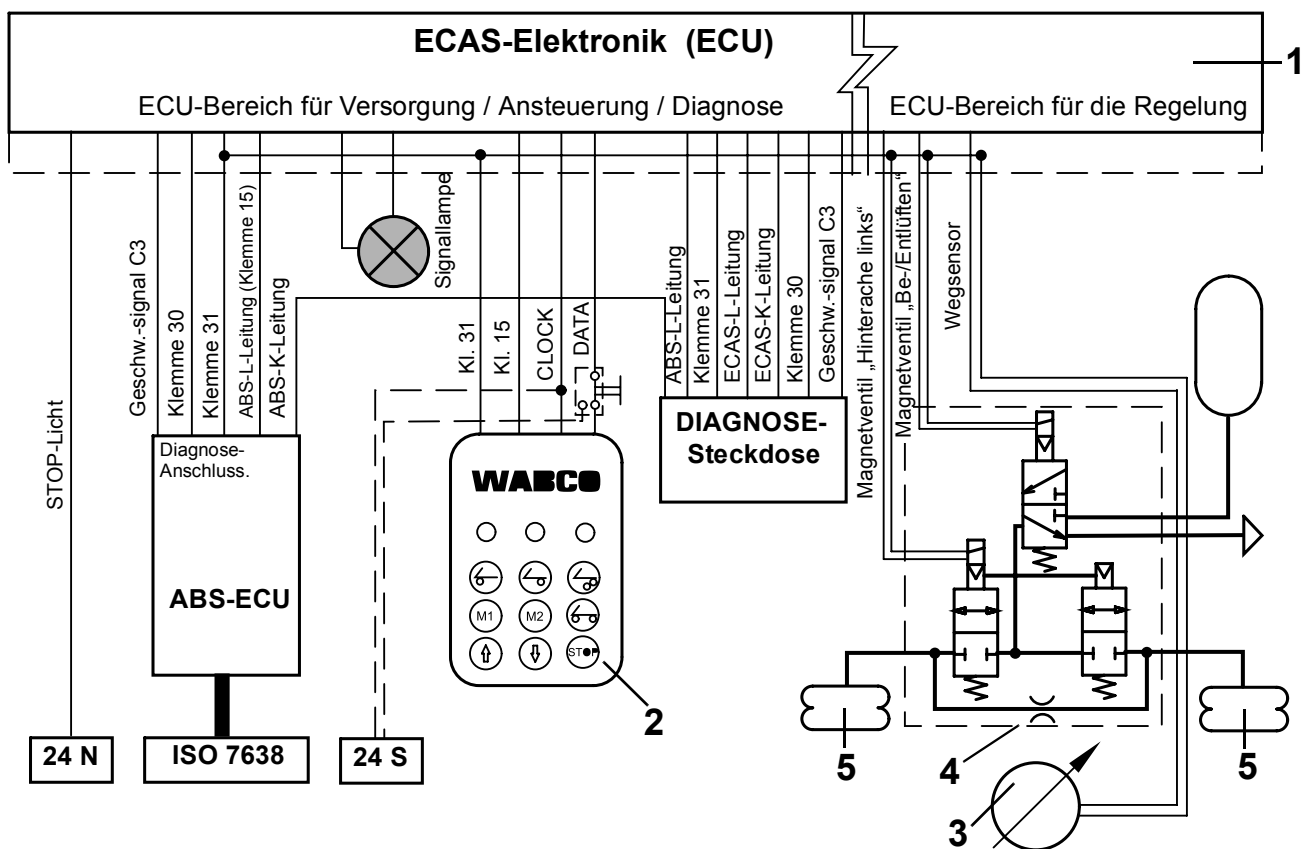 ECAS-Elektronik (ECU)
1
ECU-Bereich für Versorgung / Ansteuerung / Diagnose
ECU-Bereich für die Regelung
STOP-Licht
Geschw.-signal C3
Klemme 30
Klemme 31
ABS-L-Leitung (Klemme 15)
ABS-K-Leitung
Signallampe
Kl. 31
Kl. 15
CLOCK
DATA
ABS-L-Leitung
Klemme 31
ECAS-L-Leitung
ECAS-K-Leitung
Klemme 30
Geschw.-signal C3
Magnetventil „Hinterache links“
Magnetventil „Be-/Entlüften“
Wegsensor
Diagnose-
Anschluss.
ABS-ECU
WABCO
M1
M2
STOP
2
DIAGNOSE-
Steckdose
24 N
ISO 7638
24 S
5
4
5
3